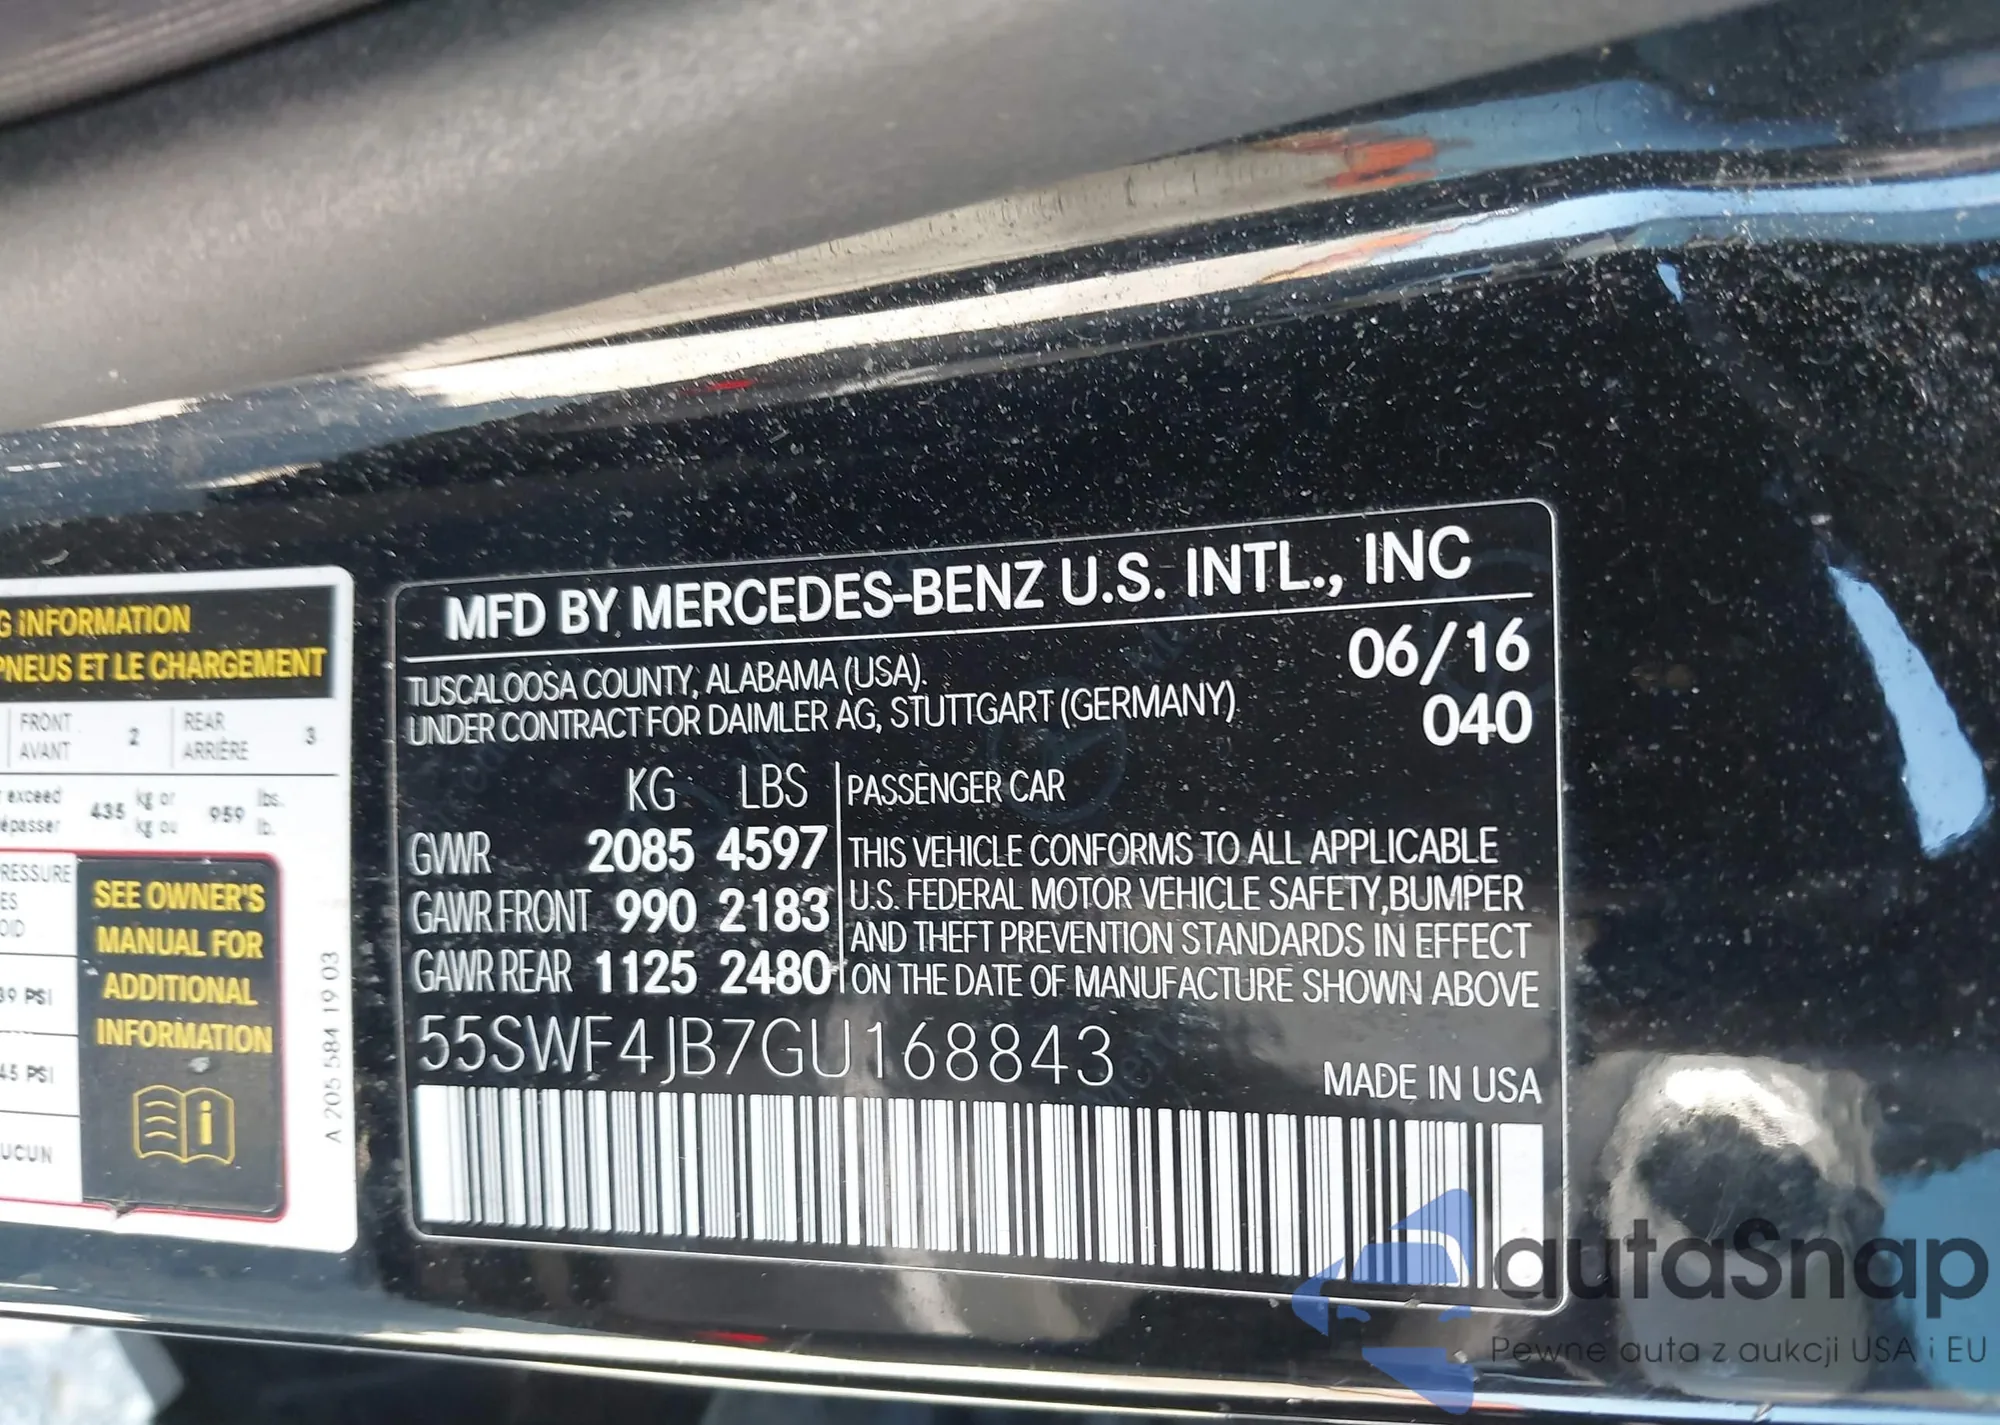 G INFORMATION
PNEUS ET LE CHARGEMENT
FRONT
AVANT
2
REAR
ARRIÈRE
3
exceed
435
kg or
kg ou
959
lbs.
lb.
SEE OWNER'S
MANUAL FOR
ADDITIONAL
INFORMATION
39 PSI
45 PSI
A 205 584 19 03
MFD BY MERCEDES-BENZ U.S. INTL., INC
TUSCALOOSA COUNTY, ALABAMA (USA).
UNDER CONTRACT FOR DAIMLER AG, STUTTGART (GERMANY)
06/16
040
KG LBS
GVWR 2085 4597
GAWR FRONT 990 2183
GAWR REAR 1125 2480
PASSENGER CAR
THIS VEHICLE CONFORMS TO ALL APPLICABLE
U.S. FEDERAL MOTOR VEHICLE SAFETY,BUMPER
AND THEFT PREVENTION STANDARDS IN EFFECT
ON THE DATE OF MANUFACTURE SHOWN ABOVE
55SWF4JB7GU168843
MADE IN USA
autaSnap
Pewne auta z aukcji USA i EU